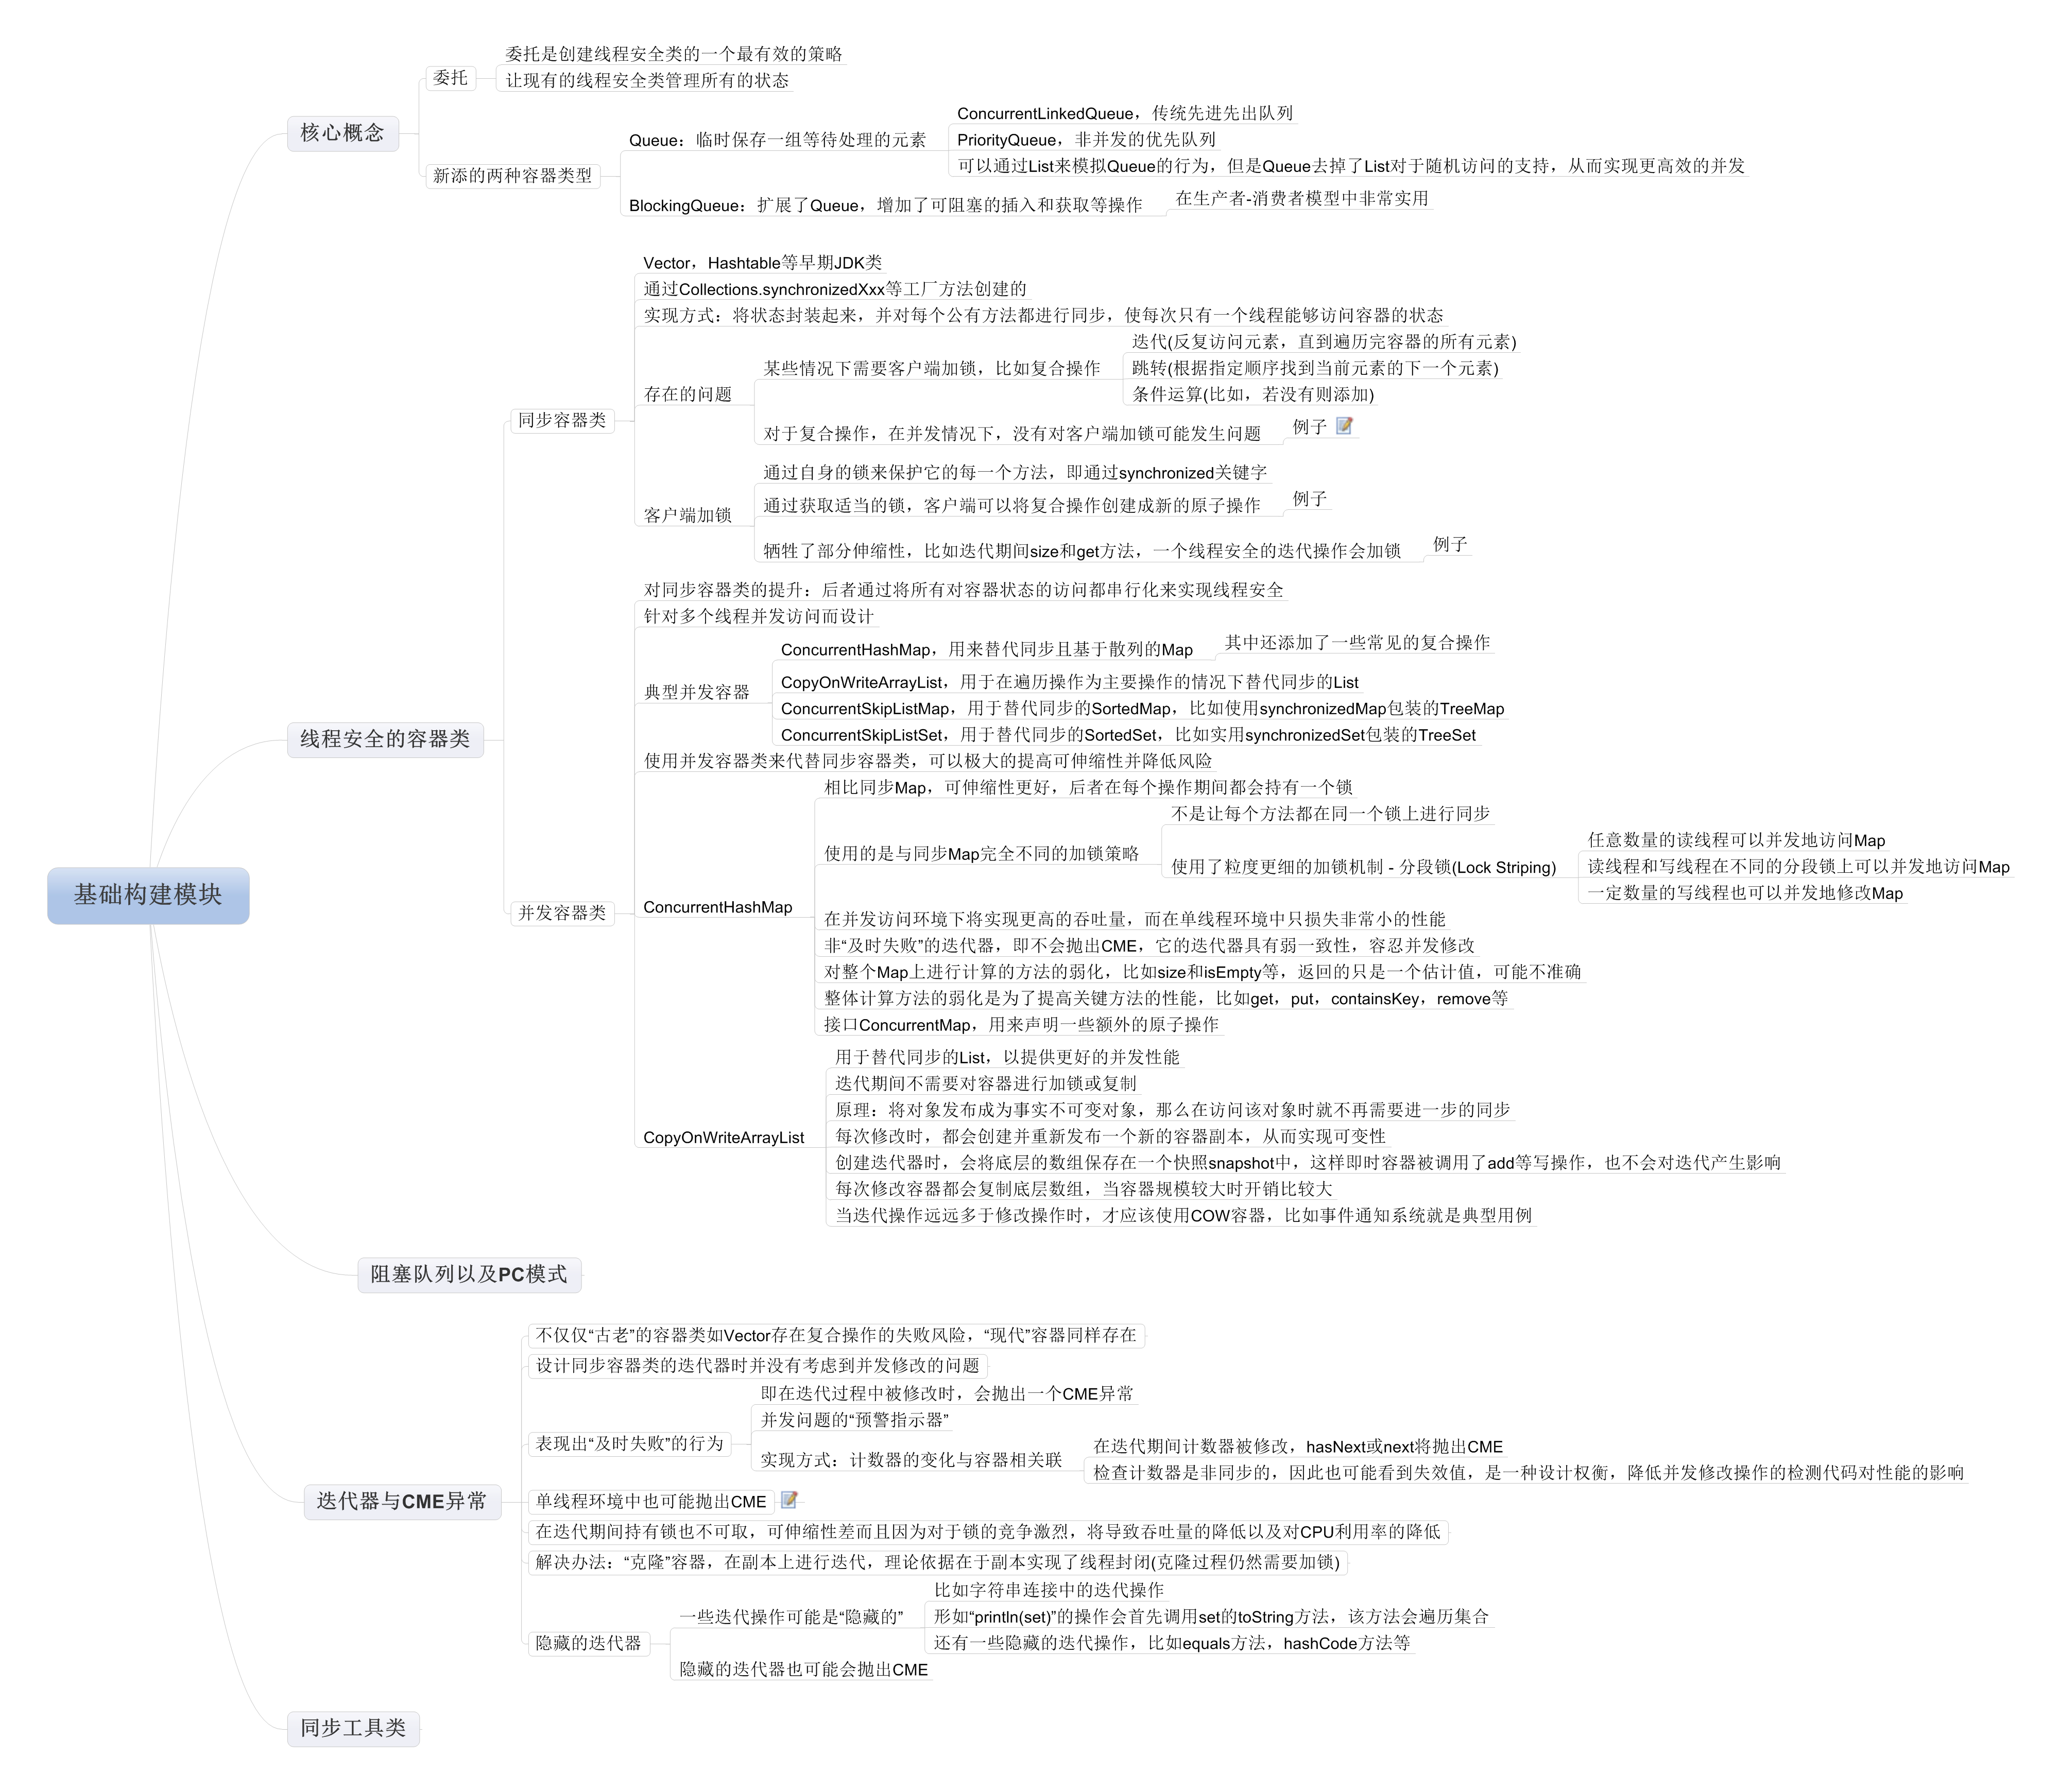 基础构建模块
核心概念
委托
委托是创建线程安全类的一个最有效的策略
让现有的线程安全类管理所有的状态
新添的两种容器类型
Queue：临时保存一组等待处理的元素
ConcurrentLinkedQueue，传统先进先出队列
PriorityQueue，非并发的优先队列
可以通过List来模拟Queue的行为，但是Queue去掉了List对于随机访问的支持，从而实现更高效的并发
BlockingQueue：扩展了Queue，增加了可阻塞的插入和获取等操作
在生产者-消费者模型中非常实用
线程安全的容器类
同步容器类
Vector，Hashtable等早期JDK类
通过Collections.synchronizedXxx等工厂方法创建的
实现方式：将状态封装起来，并对每个公有方法都进行同步，使每次只有一个线程能够访问容器的状态
存在的问题
某些情况下需要客户端加锁，比如复合操作
迭代(反复访问元素，直到遍历完容器的所有元素)
跳转(根据指定顺序找到当前元素的下一个元素)
条件运算(比如，若没有则添加)
对于复合操作，在并发情况下，没有对客户端加锁可能发生问题
例子
客户端加锁
通过自身的锁来保护它的每一个方法，即通过synchronized关键字
通过获取适当的锁，客户端可以将复合操作创建成新的原子操作
例子
牺牲了部分伸缩性，比如迭代期间size和get方法，一个线程安全的迭代操作会加锁
例子
并发容器类
对同步容器类的提升：后者通过将所有对容器状态的访问都串行化来实现线程安全
针对多个线程并发访问而设计
典型并发容器
ConcurrentHashMap，用来替代同步且基于散列的Map
其中还添加了一些常见的复合操作
CopyOnWriteArrayList，用于在遍历操作为主要操作的情况下替代同步的List
ConcurrentSkipListMap，用于替代同步的SortedMap，比如使用synchronizedMap包装的TreeMap
ConcurrentSkipListSet，用于替代同步的SortedSet，比如实用synchronizedSet包装的TreeSet
使用并发容器类来代替同步容器类，可以极大的提高可伸缩性并降低风险
ConcurrentHashMap
相比同步Map，可伸缩性更好，后者在每个操作期间都会持有一个锁
使用的是与同步Map完全不同的加锁策略
不是让每个方法都在同一个锁上进行同步
使用了粒度更细的加锁机制 - 分段锁(Lock Striping)
任意数量的读线程可以并发地访问Map
读线程和写线程在不同的分段锁上可以并发地访问Map
一定数量的写线程也可以并发地修改Map
在并发访问环境下将实现更高的吞吐量，而在单线程环境中只损失非常小的性能
非“及时失败”的迭代器，即不会抛出CME，它的迭代器具有弱一致性，容忍并发修改
对整个Map上进行计算的方法的弱化，比如size和isEmpty等，返回的只是一个估计值，可能不准确
整体计算方法的弱化是为了提高关键方法的性能，比如get，put，containsKey，remove等
接口ConcurrentMap，用来声明一些额外的原子操作
CopyOnWriteArrayList
用于替代同步的List，以提供更好的并发性能
迭代期间不需要对容器进行加锁或复制
原理：将对象发布成为事实不可变对象，那么在访问该对象时就不再需要进一步的同步
每次修改时，都会创建并重新发布一个新的容器副本，从而实现可变性
创建迭代器时，会将底层的数组保存在一个快照snapshot中，这样即时容器被调用了add等写操作，也不会对迭代产生影响
每次修改容器都会复制底层数组，当容器规模较大时开销比较大
当迭代操作远远多于修改操作时，才应该使用COW容器，比如事件通知系统就是典型用例
阻塞队列以及PC模式
迭代器与CME异常
不仅仅“古老”的容器类如Vector存在复合操作的失败风险，“现代”容器同样存在
设计同步容器类的迭代器时并没有考虑到并发修改的问题
表现出“及时失败”的行为
即在迭代过程中被修改时，会抛出一个CME异常
并发问题的“预警指示器”
实现方式：计数器的变化与容器相关联
在迭代期间计数器被修改，hasNext或next将抛出CME
检查计数器是非同步的，因此也可能看到失效值，是一种设计权衡，降低并发修改操作的检测代码对性能的影响
单线程环境中也可能抛出CME
在迭代期间持有锁也不可取，可伸缩性差而且因为对于锁的竞争激烈，将导致吞吐量的降低以及对CPU利用率的降低
解决办法：“克隆”容器，在副本上进行迭代，理论依据在于副本实现了线程封闭(克隆过程仍然需要加锁)
隐藏的迭代器
一些迭代操作可能是“隐藏的”
比如字符串连接中的迭代操作
形如“println(set)”的操作会首先调用set的toString方法，该方法会遍历集合
还有一些隐藏的迭代操作，比如equals方法，hashCode方法等
隐藏的迭代器也可能会抛出CME
同步工具类